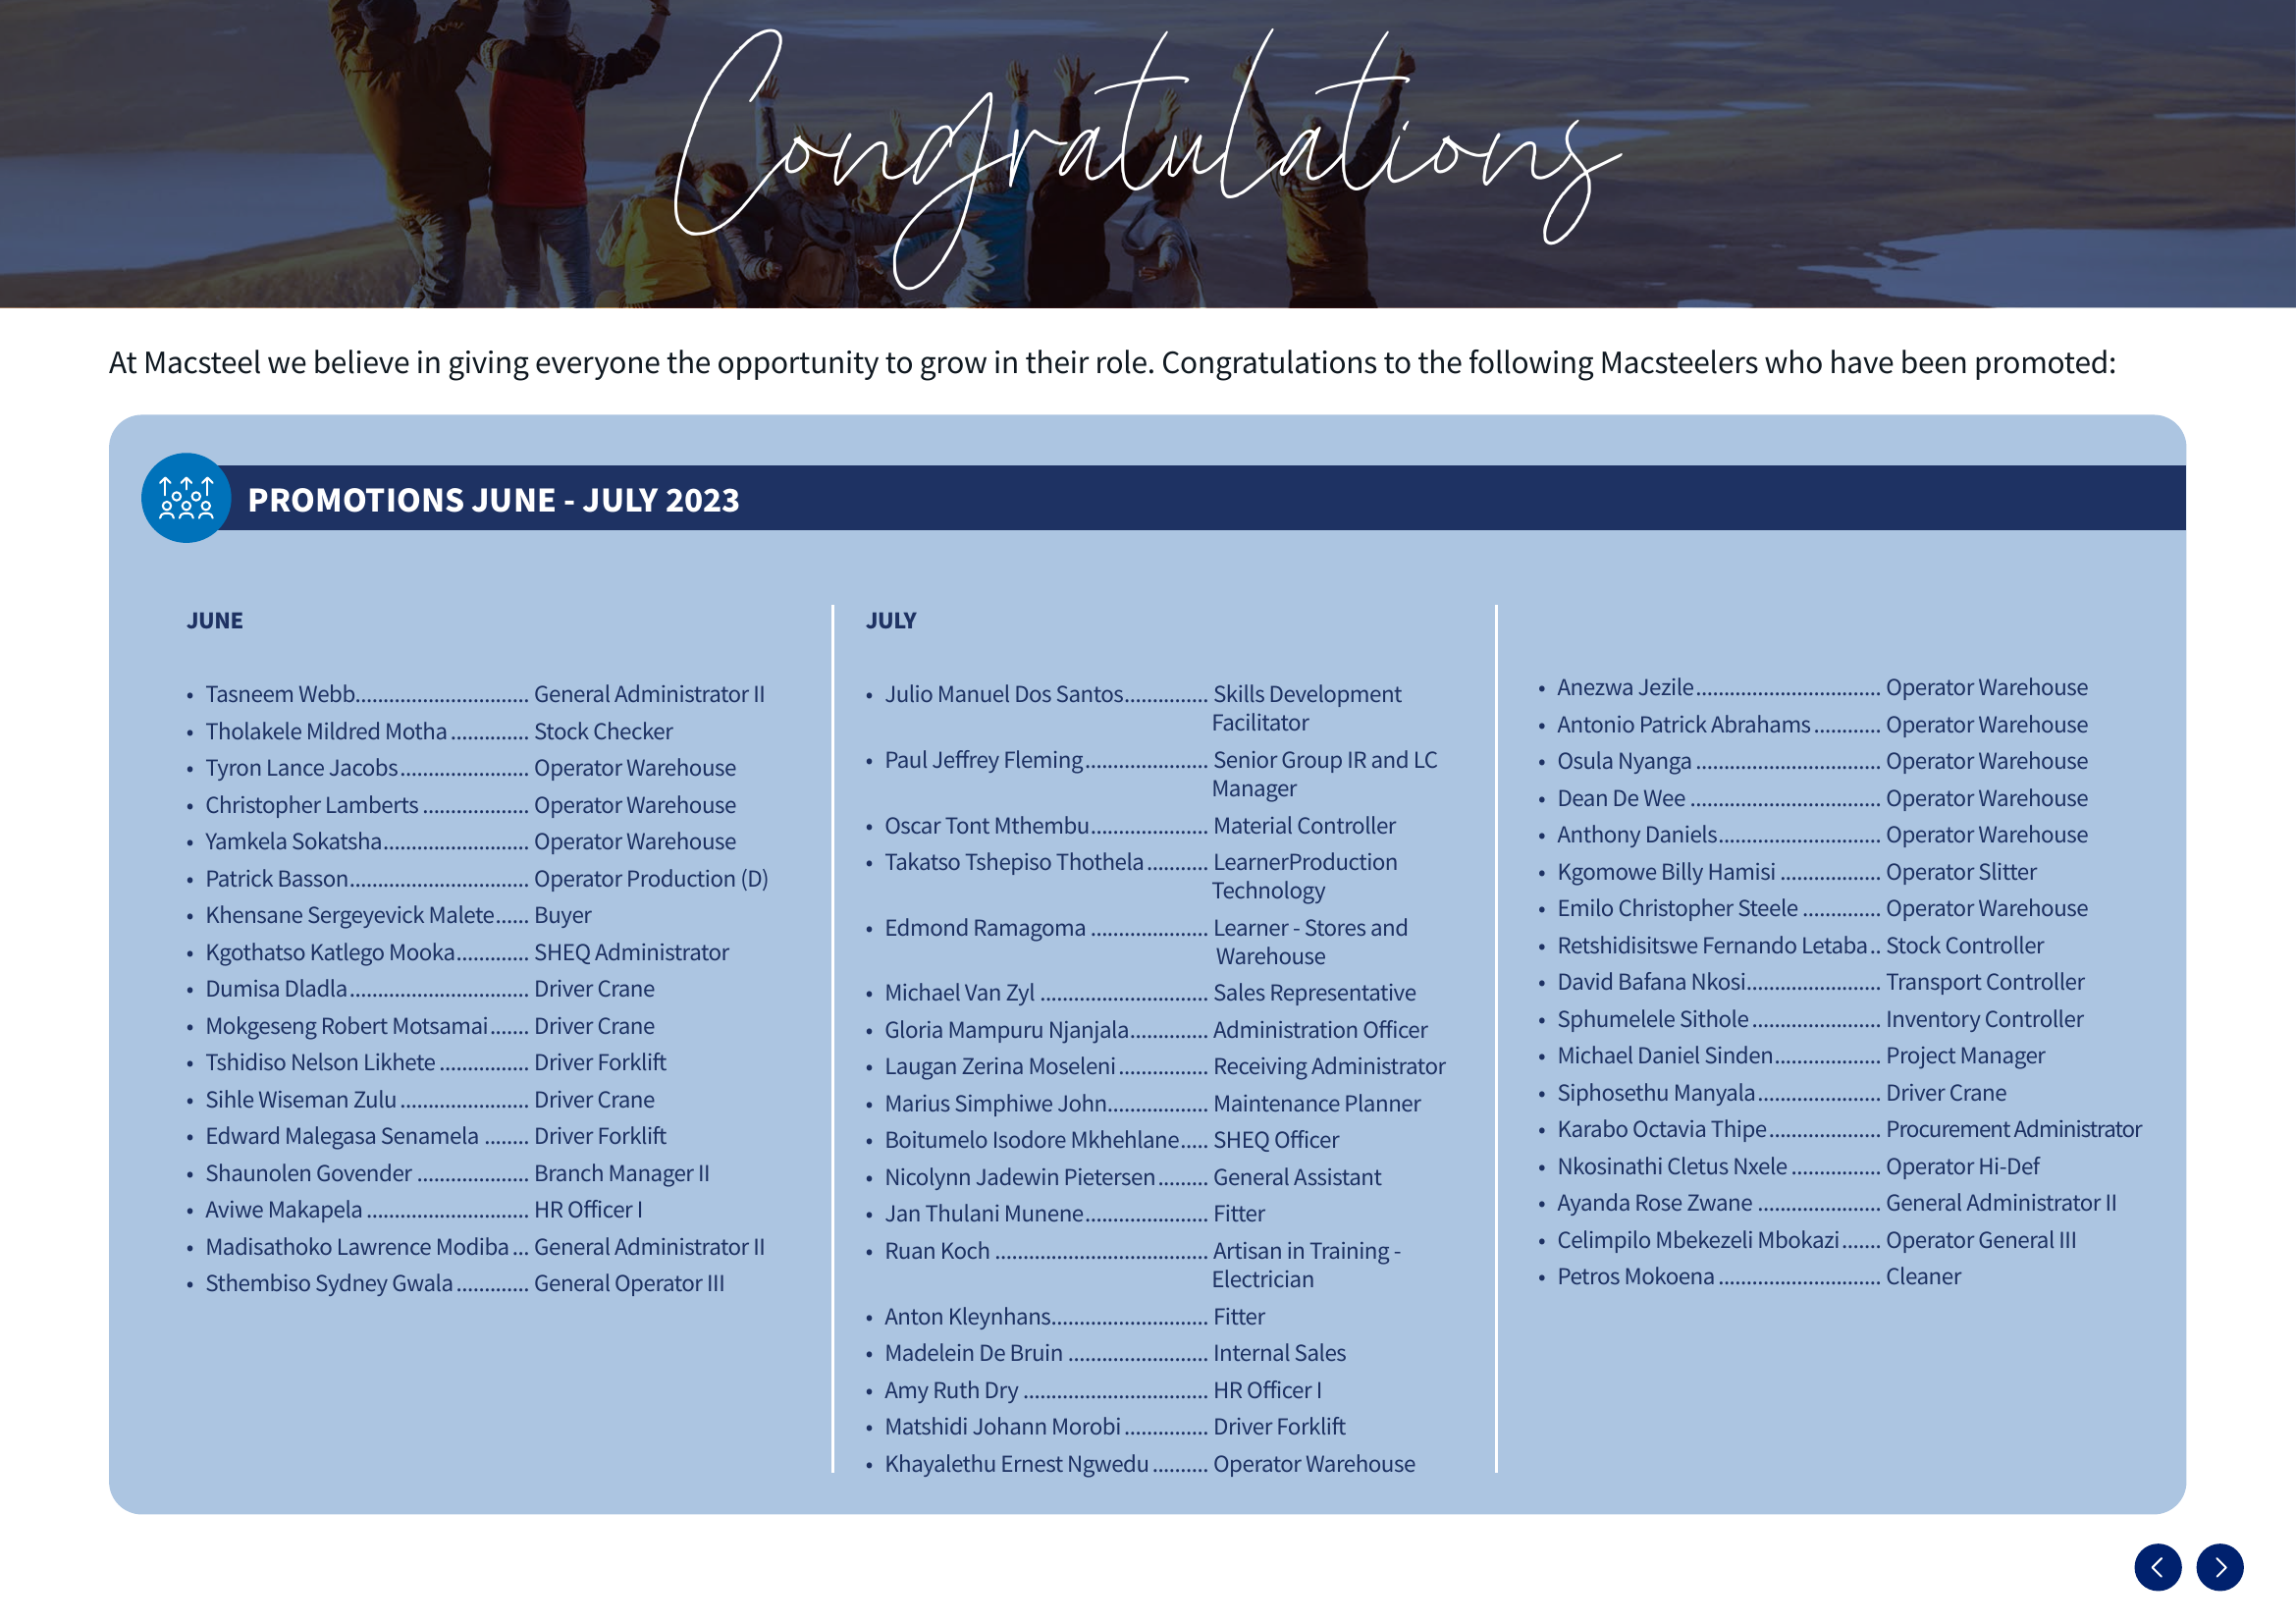 Congratulations
At Macsteel we believe in giving everyone the opportunity to grow in their role. Congratulations to the following Macsteelers who have been promoted:
PROMOTIONS JUNE - JULY 2023
JUNE
• Tasneem Webb............................ General Administrator II
• Tholakele Mildred Motha ............. Stock Checker
• Tyron Lance Jacobs...................... Operator Warehouse
• Christopher Lamberts .................. Operator Warehouse
• Yamkela Sokatsha......................... Operator Warehouse
• Patrick Basson............................... Operator Production (D)
• Khensane Sergeyevick Malete...... Buyer
• Kgothatso Katlego Mooka............. SHEQ Administrator
• Dumisa Dladla............................... Driver Crane
• Mokgeseng Robert Motsamai....... Driver Crane
• Tshidiso Nelson Likhete ............... Driver Forklift
• Sihle Wiseman Zulu...................... Driver Crane
• Edward Malegasa Senamela ........ Driver Forklift
• Shaunolen Govender ................... Branch Manager II
• Aviwe Makapela ............................ HR Officer I
• Madisathoko Lawrence Modiba... General Administrator II
• Sthembiso Sydney Gwala............. General Operator III
JULY
• Julio Manuel Dos Santos.............. Skills Development
Facilitator
• Paul Jeffrey Fleming..................... Senior Group IR and LC
Manager
• Oscar Tont Mthembu.................... Material Controller
• Takatso Tshepiso Thothela........... LearnerProduction
Technology
• Edmond Ramagoma .................... Learner - Stores and
Warehouse
• Michael Van Zyl ............................. Sales Representative
• Gloria Mampuru Njanjala............. Administration Officer
• Laugan Zerina Moseleni................ Receiving Administrator
• Marius Simphiwe John................. Maintenance Planner
• Boitumelo Isodore Mkhehlane..... SHEQ Officer
• Nicolynn Jadewin Pietersen......... General Assistant
• Jan Thulani Munene..................... Fitter
• Ruan Koch ..................................... Artisan in Training -
Electrician
• Anton Kleynhans........................... Fitter
• Madelein De Bruin ........................ Internal Sales
• Amy Ruth Dry ................................ HR Officer I
• Matshidi Johann Morobi............... Driver Forklift
• Khayalethu Ernest Ngwedu.......... Operator Warehouse
• Anezwa Jezile................................ Operator Warehouse
• Antonio Patrick Abrahams............ Operator Warehouse
• Osula Nyanga ................................ Operator Warehouse
• Dean De Wee ................................. Operator Warehouse
• Anthony Daniels............................ Operator Warehouse
• Kgomowe Billy Hamisi .................. Operator Slitter
• Emilo Christopher Steele .............. Operator Warehouse
• Retshidisitswe Fernando Letaba.. Stock Controller
• David Bafana Nkosi....................... Transport Controller
• Sphumelele Sithole....................... Inventory Controller
• Michael Daniel Sinden................... Project Manager
• Siphosethu Manyala..................... Driver Crane
• Karabo Octavia Thipe.................... Procurement Administrator
• Nkosinathi Cletus Nxele................ Operator Hi-Def
• Ayanda Rose Zwane ...................... General Administrator II
• Celimpilo Mbekezeli Mbokazi....... Operator General III
• Petros Mokoena............................. Cleaner